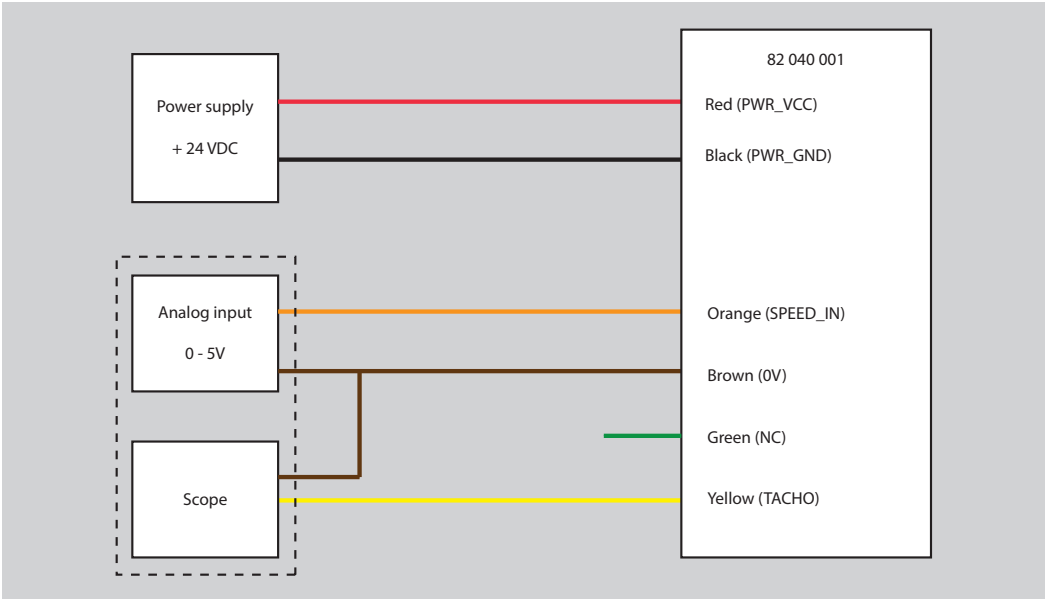 Power supply
+ 24 VDC
Analog input
0 - 5V
Scope
82 040 001
Red (PWR_VCC)
Black (PWR_GND)
Orange (SPEED_IN)
Brown (0V)
Green (NC)
Yellow (TACHO)